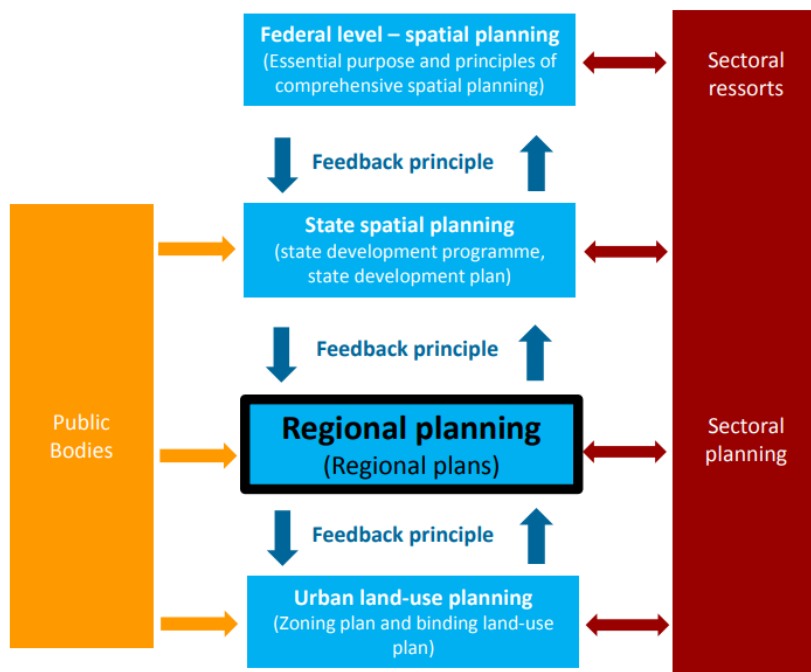 Federal level – spatial planning
(Essential purpose and principles of
comprehensive spatial planning)
Sectoral
ressorts
Feedback principle
State spatial planning
(state development programme,
state development plan)
Feedback principle
Public
Bodies
Regional planning
(Regional plans)
Sectoral
planning
Feedback principle
Urban land-use planning
(Zoning plan and binding land-use
plan)